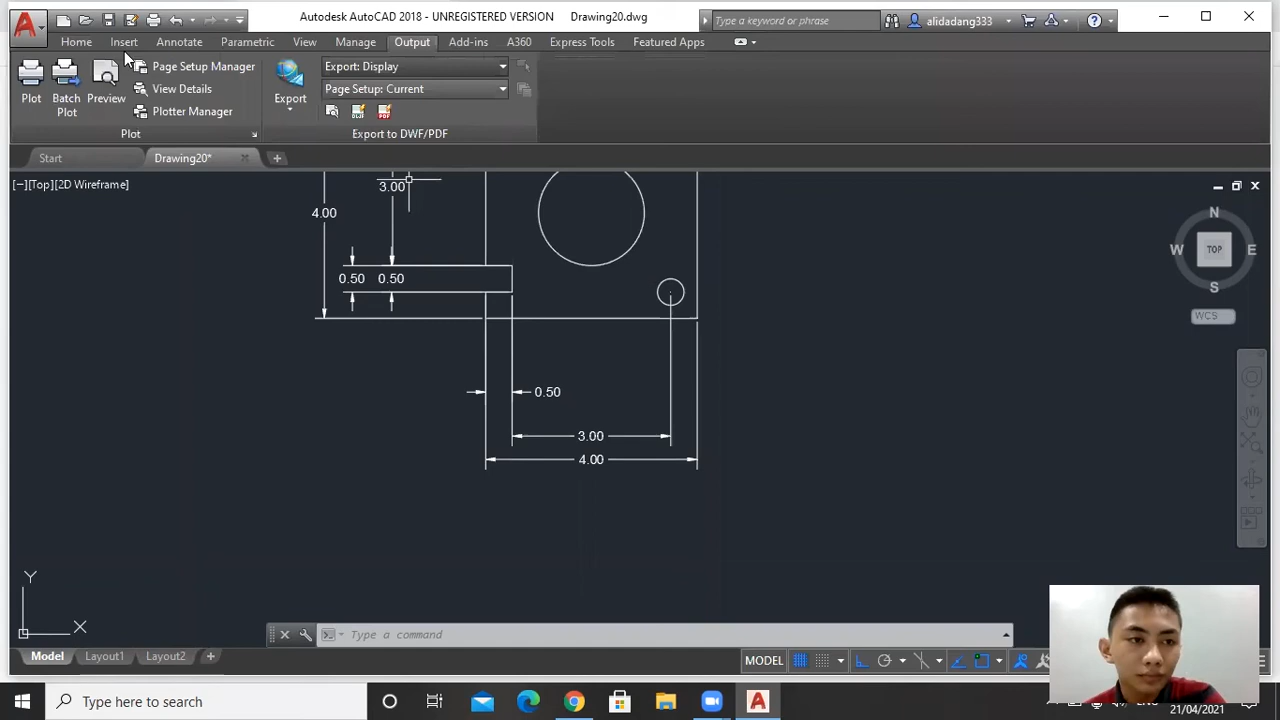 Autodesk AutoCAD 2018 - UNREGISTERED VERSION Drawing20.dwg
Type a keyword or phrase
alidadang333
Home Insert Annotate Parametric View Manage Output Add-ins A360 Express Tools Featured Apps
Plot
Batch Plot
Preview
Page Setup Manager
View Details
Plotter Manager
Export
Export: Display
Page Setup: Current
Plot
Export to DWF/PDF
Start
Drawing20*
[−][Top][2D Wireframe]
3.00
4.00
0.50 0.50
0.50
3.00
4.00
N
W TOP E
S
WCS
Y
X
Type a command
Model Layout1 Layout2
MODEL
Type here to search
ENG
21/04/2021